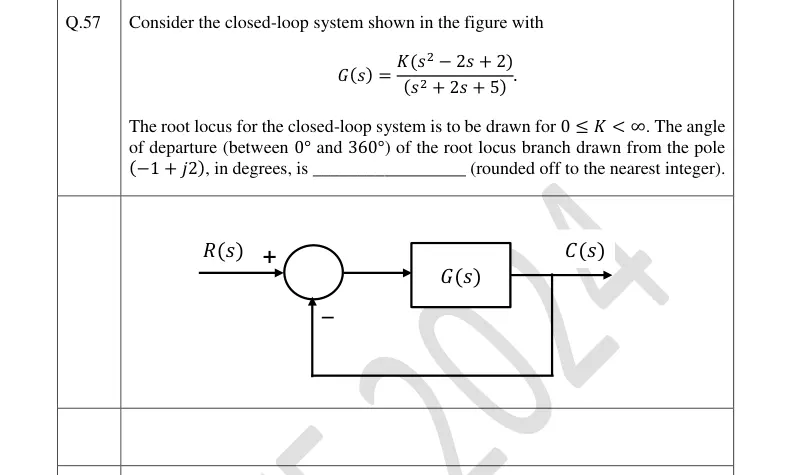 Q.57 Consider the closed-loop system shown in the figure with
G(s) = K(s² − 2s + 2) / (s² + 2s + 5).
The root locus for the closed-loop system is to be drawn for 0 ≤ K < ∞. The angle
of departure (between 0° and 360°) of the root locus branch drawn from the pole
(−1 + j2), in degrees, is __________________ (rounded off to the nearest integer).
R(s) + G(s) C(s)
−
2024